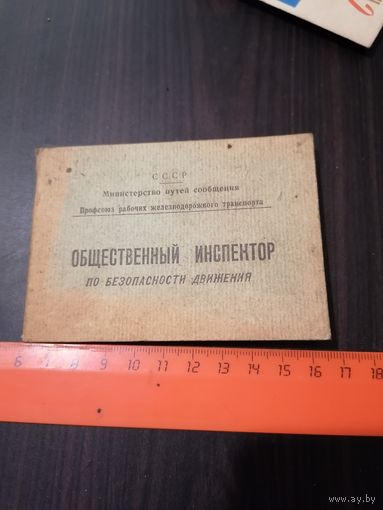 СССР
Министерство путей сообщения
Профсоюз рабочих железнодорожного транспорта
ОБЩЕСТВЕННЫЙ ИНСПЕКТОР
ПО БЕЗОПАСНОСТИ ДВИЖЕНИЯ
6 7 8 9 10 11 12 13 14 15 16 17 18
ay.by